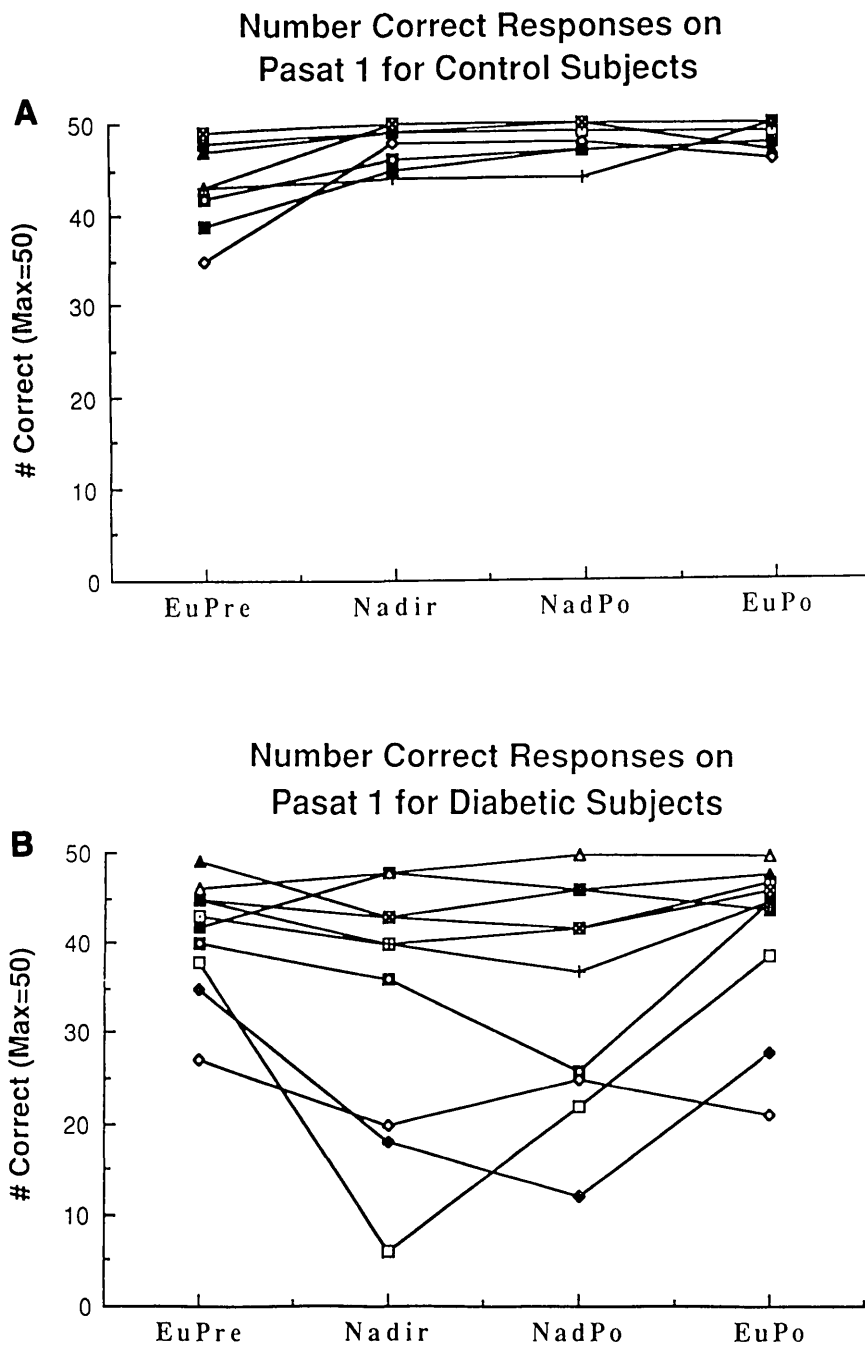 Number Correct Responses on
Pasat 1 for Control Subjects
A
# Correct (Max=50)
50
40
30
20
10
0
EuPre Nadir NadPo EuPo
Number Correct Responses on
Pasat 1 for Diabetic Subjects
B
# Correct (Max=50)
50
40
30
20
10
0
EuPre Nadir NadPo EuPo